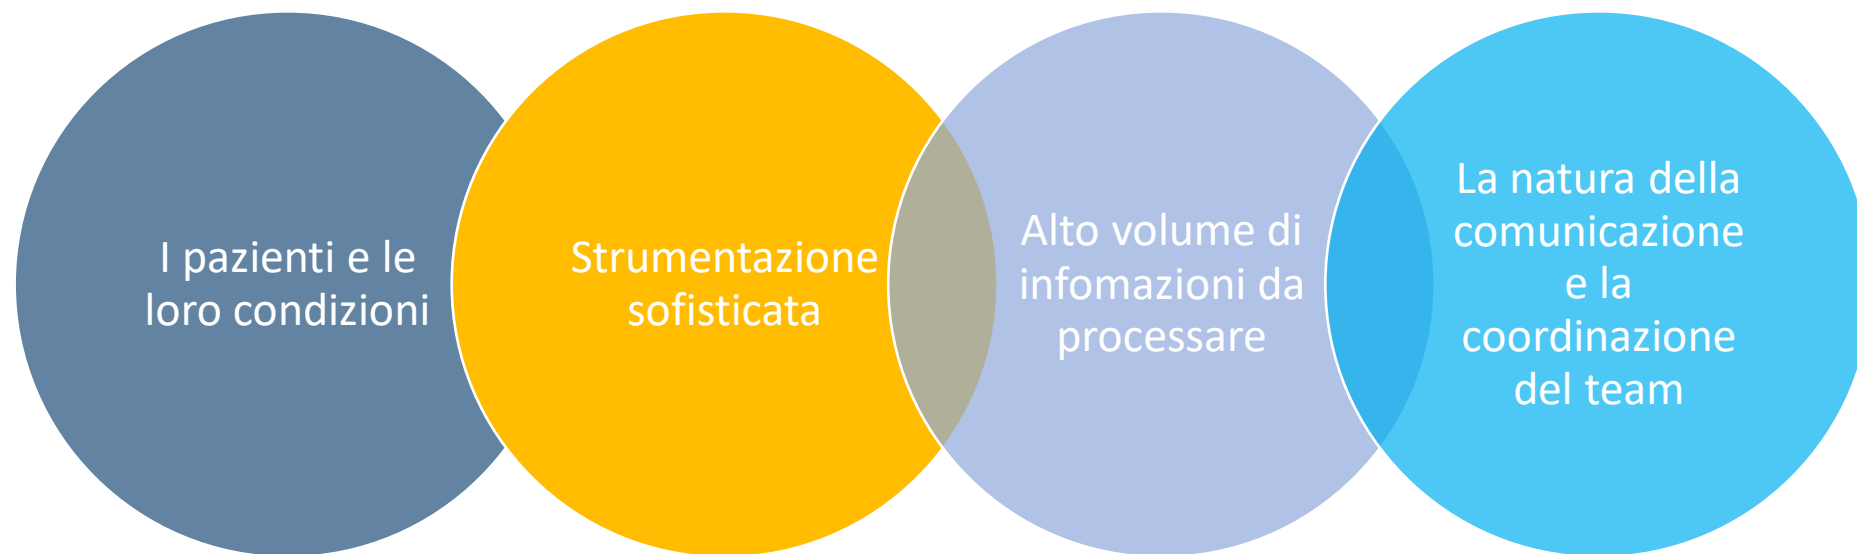 I pazienti e le
loro condizioni
Strumentazione
sofisticata
Alto volume di
infomazioni da
processare
La natura della
comunicazione
e la
coordinazione
del team